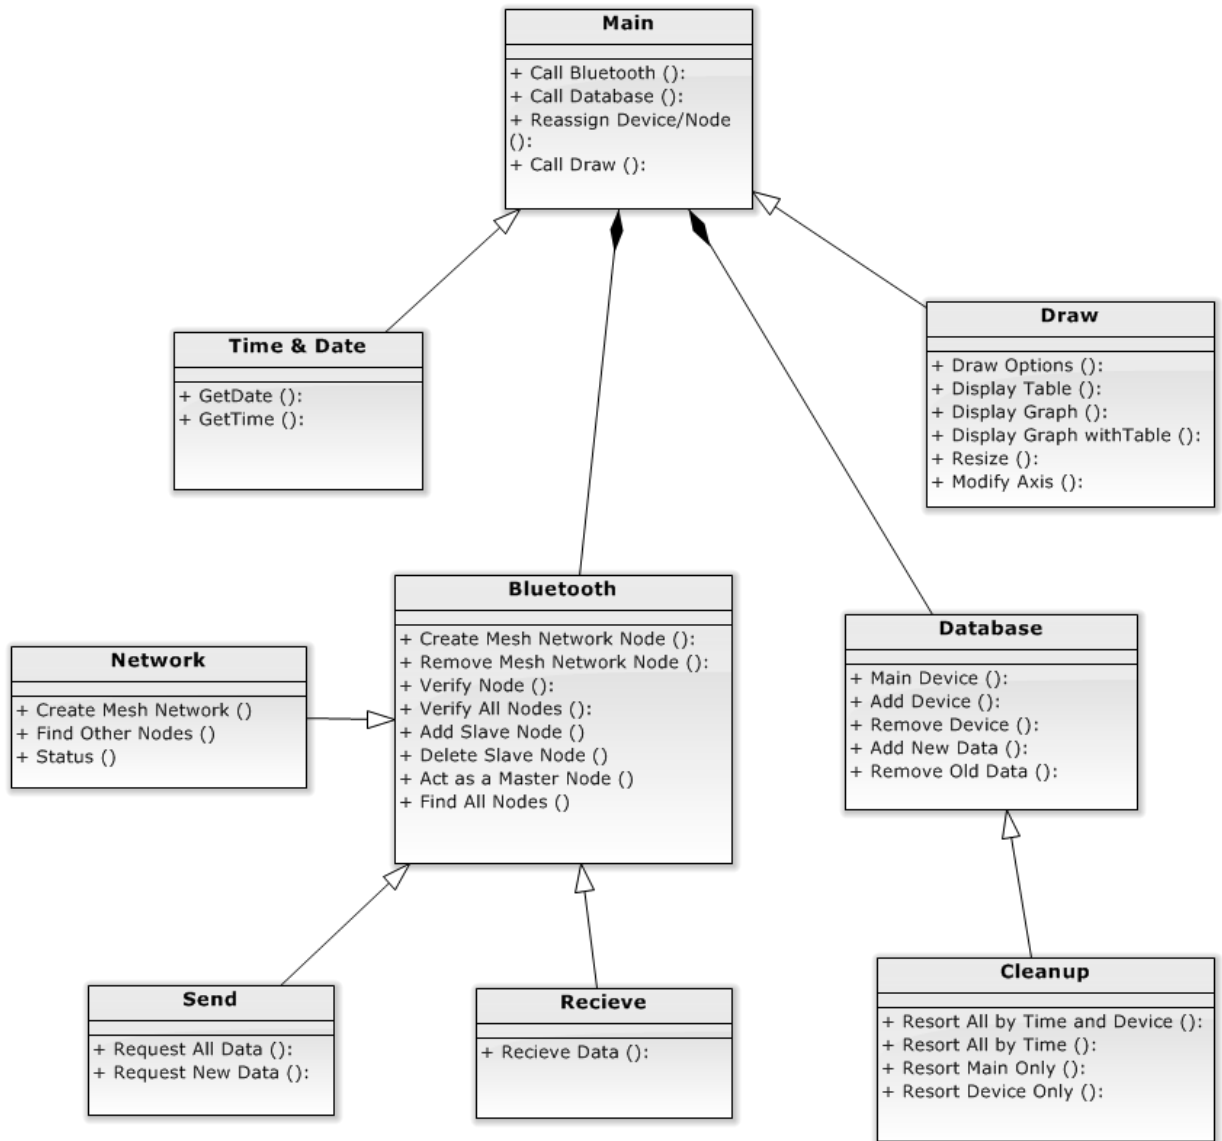 Main
+ Call Bluetooth ():
+ Call Database ():
+ Reassign Device/Node
():
+ Call Draw ():
Time & Date
+ GetDate ():
+ GetTime ():
Draw
+ Draw Options ():
+ Display Table ():
+ Display Graph ():
+ Display Graph withTable ():
+ Resize ():
+ Modify Axis ():
Bluetooth
+ Create Mesh Network Node ():
+ Remove Mesh Network Node ():
+ Verify Node ():
+ Verify All Nodes ():
+ Add Slave Node ()
+ Delete Slave Node ()
+ Act as a Master Node ()
+ Find All Nodes ()
Network
+ Create Mesh Network ()
+ Find Other Nodes ()
+ Status ()
Database
+ Main Device ():
+ Add Device ():
+ Remove Device ():
+ Add New Data ():
+ Remove Old Data ():
Send
+ Request All Data ():
+ Request New Data ():
Recieve
+ Recieve Data ():
Cleanup
+ Resort All by Time and Device ():
+ Resort All by Time ():
+ Resort Main Only ():
+ Resort Device Only ():